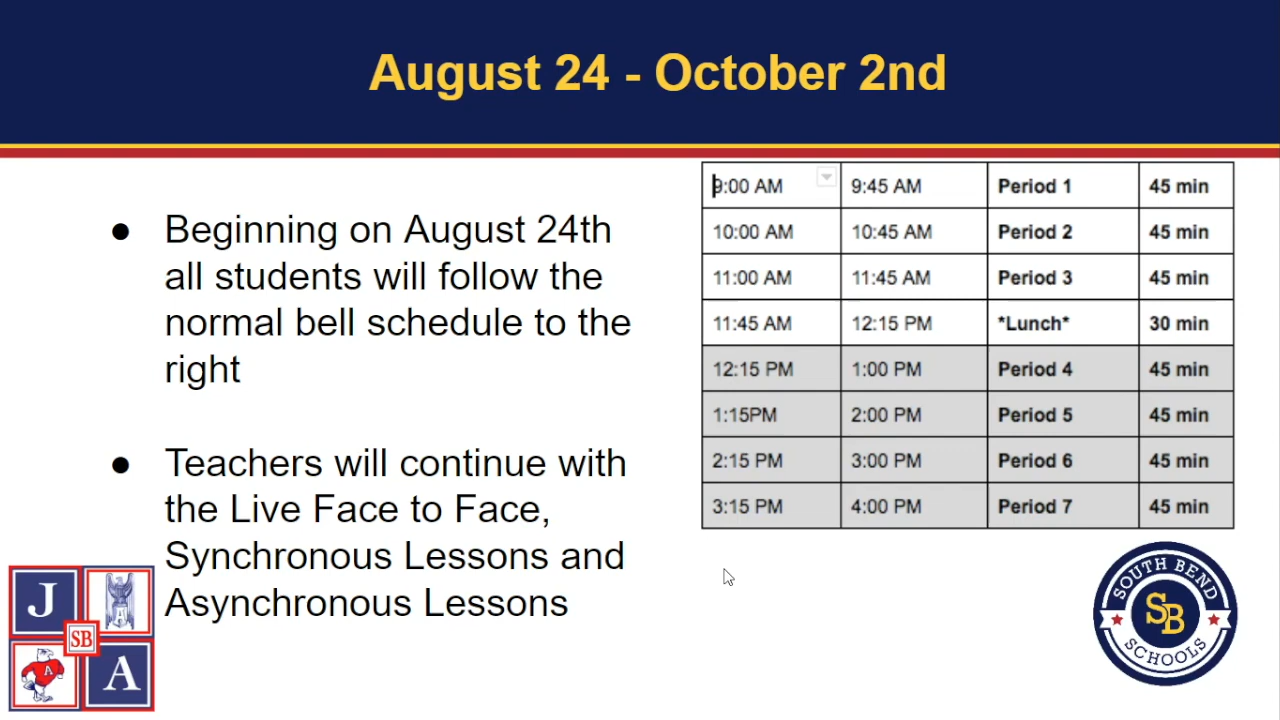 August 24 - October 2nd
● Beginning on August 24th
all students will follow the
normal bell schedule to the
right
● Teachers will continue with
the Live Face to Face,
Synchronous Lessons and
Asynchronous Lessons
9:00 AM 9:45 AM Period 1 45 min
10:00 AM 10:45 AM Period 2 45 min
11:00 AM 11:45 AM Period 3 45 min
11:45 AM 12:15 PM *Lunch* 30 min
12:15 PM 1:00 PM Period 4 45 min
1:15PM 2:00 PM Period 5 45 min
2:15 PM 3:00 PM Period 6 45 min
3:15 PM 4:00 PM Period 7 45 min
J A
SB
A A
SOUTH BEND
SB
SCHOOLS